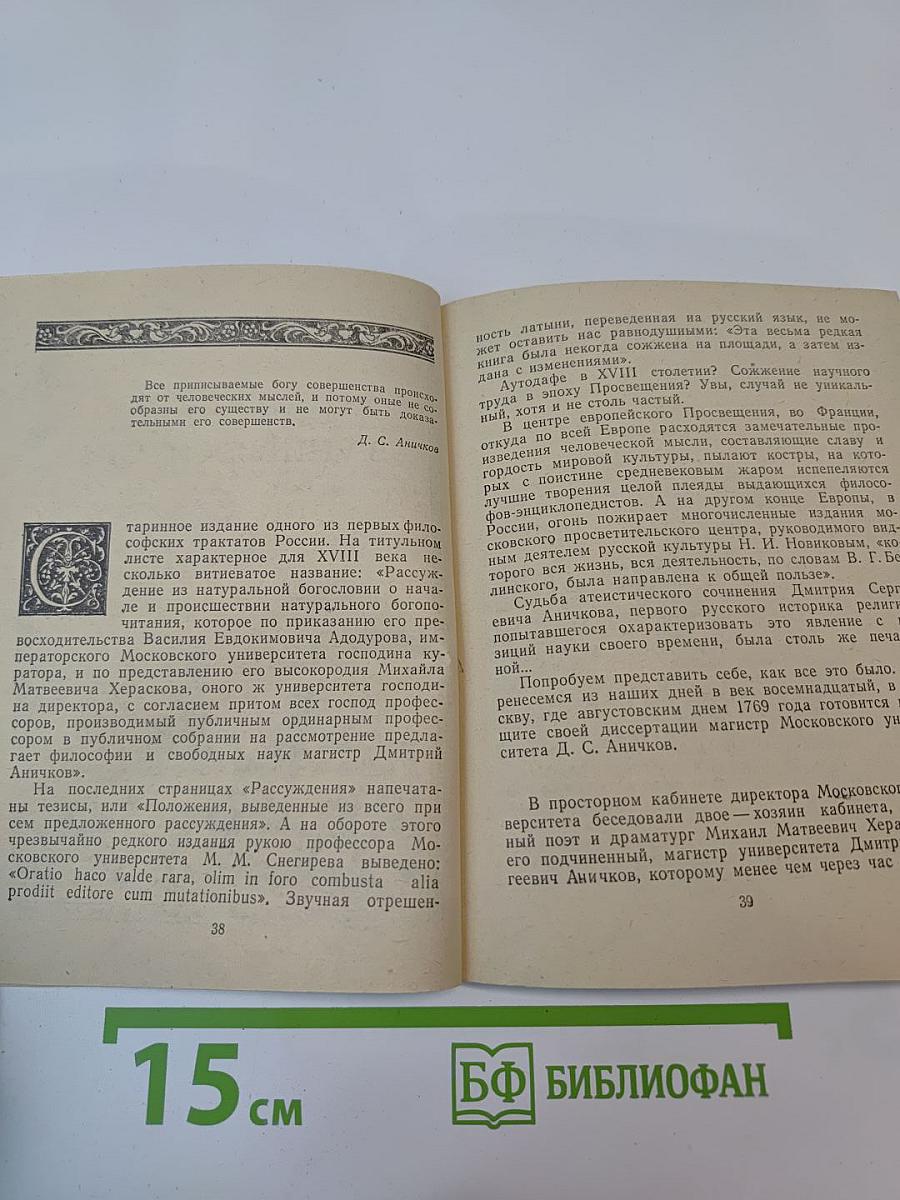 Все приписываемые богу совершенства происхо-
дят от человеческих мыслей, и потому оные не со-
образны его существу и не могут быть доказа-
тельными его совершенств.
Д. С. Аничков
Старинное издание одного из первых фило-
софских трактатов России. На титульном
листе характерное для XVIII века не-
сколько витиеватое название: «Рассуж-
дение из натуральной богословии о нача-
ле и происшествии натурального богопо-
читания, которое по приказанию его пре-
восходительства Василия Евдокимовича Ададурова, им-
ператорского Московского университета господина ку-
ратора, и по представлению его высокородия Михайла
Матвеевича Хераскова, оного ж университета господи-
на директора, с согласием притом всех господ профес-
соров, производимый публичным ординарным профес-
сором в публичном собрании на рассмотрение предла-
гает философии и свободных наук магистр Дмитрий
Аничков».
На последних страницах «Рассуждения» напечата-
ны тезисы, или «Положения, выведенные из всего при
сем предложенного рассуждения». А на обороте этого
чрезвычайно редкого издания рукою профессора Мо-
сковского университета М. М. Снегирева выведено:
«Oratio haco valde rara, olim in foro combusta alia
prodiit editore cum mutationibus». Звучная отрешен-
38
ность латыни, переведенная на русский язык, не мо-
жет оставить нас равнодушными: «Эта весьма редкая
книга была некогда сожжена на площади, а затем из-
дана с изменениями».
Аутодафе в XVIII столетии? Сожжение научного
труда в эпоху Просвещения? Увы, случай не уникаль-
ный, хотя и не столь частый.
В центре европейского Просвещения, во Франции,
откуда по всей Европе расходятся замечательные про-
изведения человеческой мысли, составляющие славу и
гордость мировой культуры, пылают костры, на кото-
рых с поистине средневековым жаром испепеляются
лучшие творения целой плеяды выдающихся филосо-
фов-энциклопедистов. А на другом конце Европы, в
России, огонь пожирает многочисленные издания мо-
сковского просветительского центра, руководимого вид-
ным деятелем русской культуры Н. И. Новиковым, «ко-
торого вся жизнь, вся деятельность, по словам В. Г. Бе
линского, была направлена к общей пользе».
Судьба атеистического сочинения Дмитрия Серг
евича Аничкова, первого русского историка религи
попытавшегося охарактеризовать это явление с
зиций науки своего времени, была столь же печа
ной...
Попробуем представить себе, как все это было.
ренесемся из наших дней в век восемнадцатый, в
скву, где августовским днем 1769 года готовится
щите своей диссертации магистр Московского ун
ситета Д. С. Аничков.
В просторном кабинете директора Московског
верситета беседовали двое — хозяин кабинета,
ный поэт и драматург Михаил Матвеевич Хера
его подчиненный, магистр университета Дмитр
геевич Аничков, которому менее чем через час
39
15 см
БФ БИБЛИОФАН